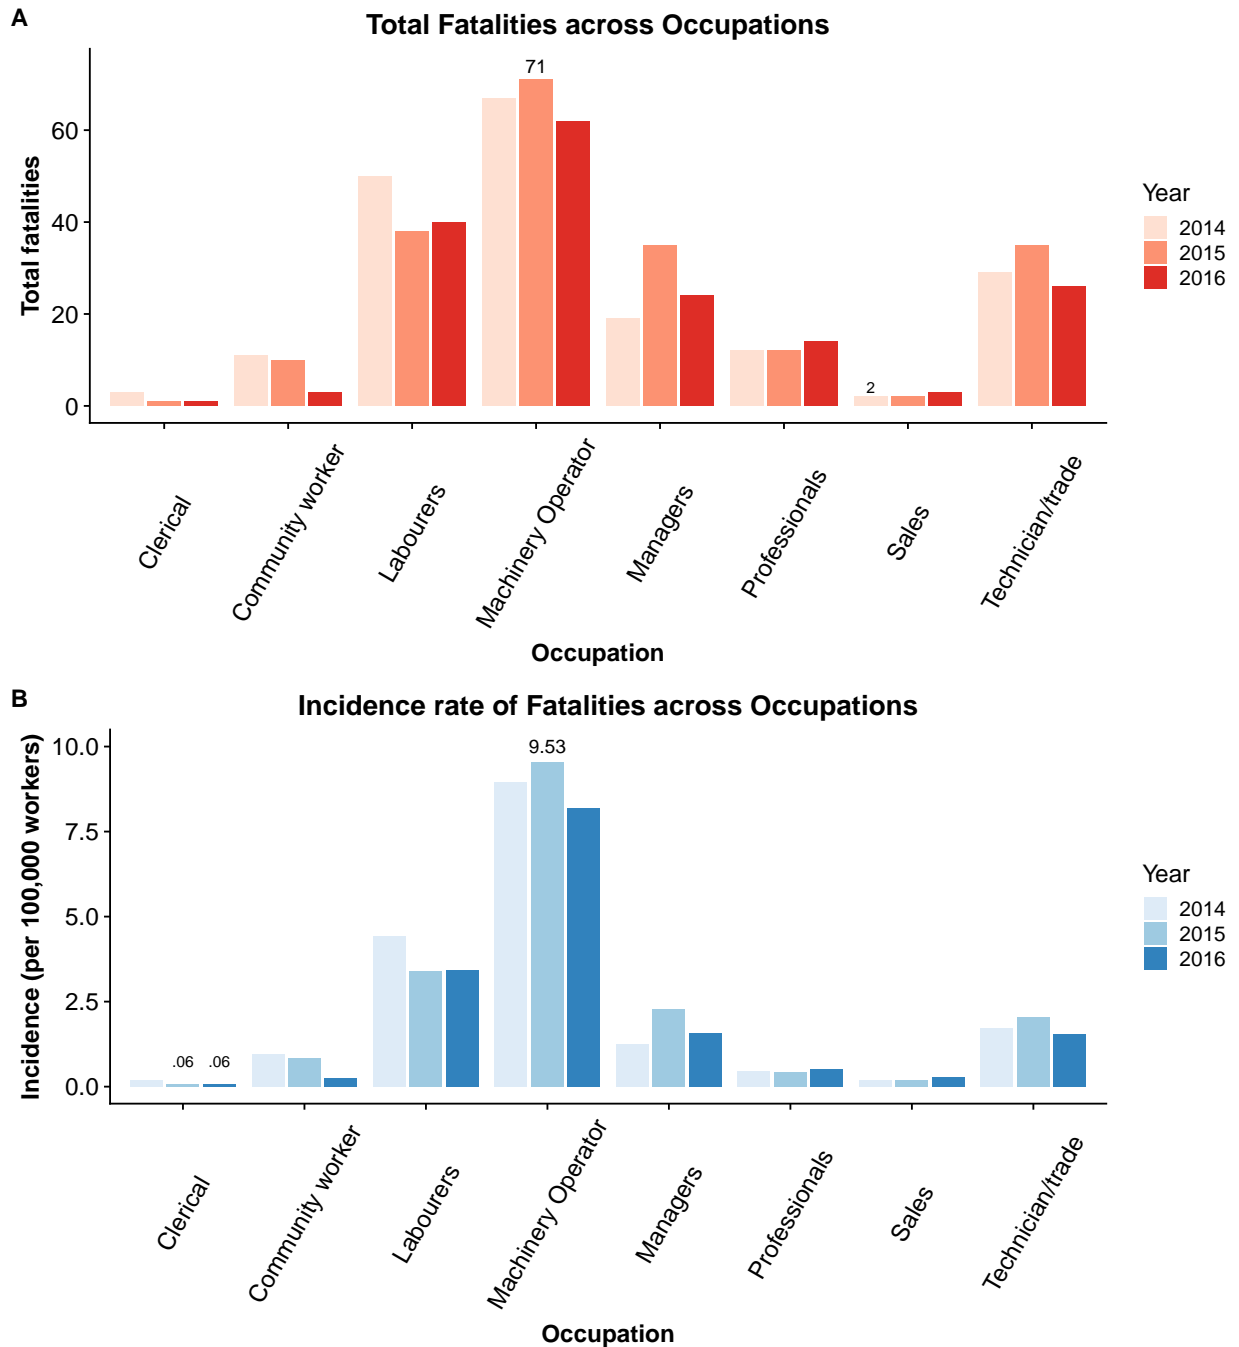 A
Total Fatalities across Occupations
Total fatalities
60
40
20
0
71
2
Clerical
Community worker
Labourers
Machinery Operator
Managers
Professionals
Sales
Technician/trade
Occupation
Year
2014
2015
2016
B
Incidence rate of Fatalities across Occupations
Incidence (per 100,000 workers)
10.0
7.5
5.0
2.5
0.0
9.53
.06 .06
Clerical
Community worker
Labourers
Machinery Operator
Managers
Professionals
Sales
Technician/trade
Occupation
Year
2014
2015
2016